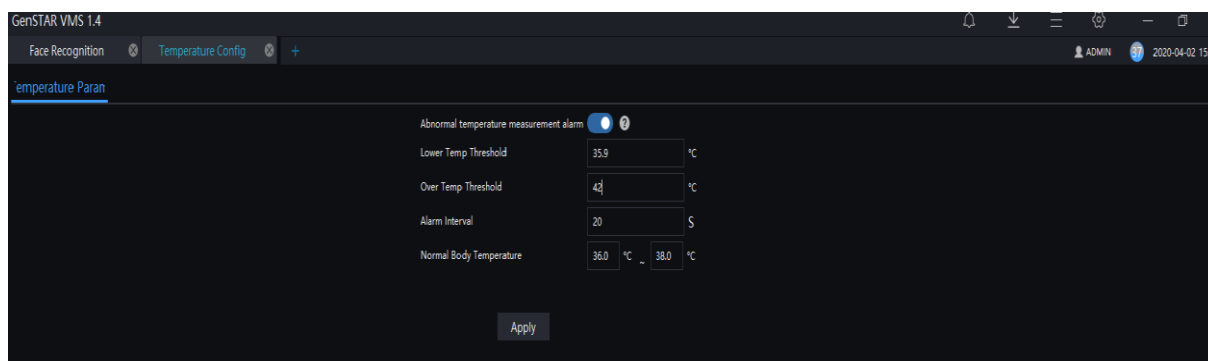 GenSTAR VMS 1.4
Face Recognition Temperature Config + ADMIN 37 2020-04-02 15
Temperature Param
Abnormal temperature measurement alarm ?
Lower Temp Threshold 35.9 °C
Over Temp Threshold 42 °C
Alarm Interval 20 S
Normal Body Temperature 36.0 °C ~ 38.0 °C
Apply